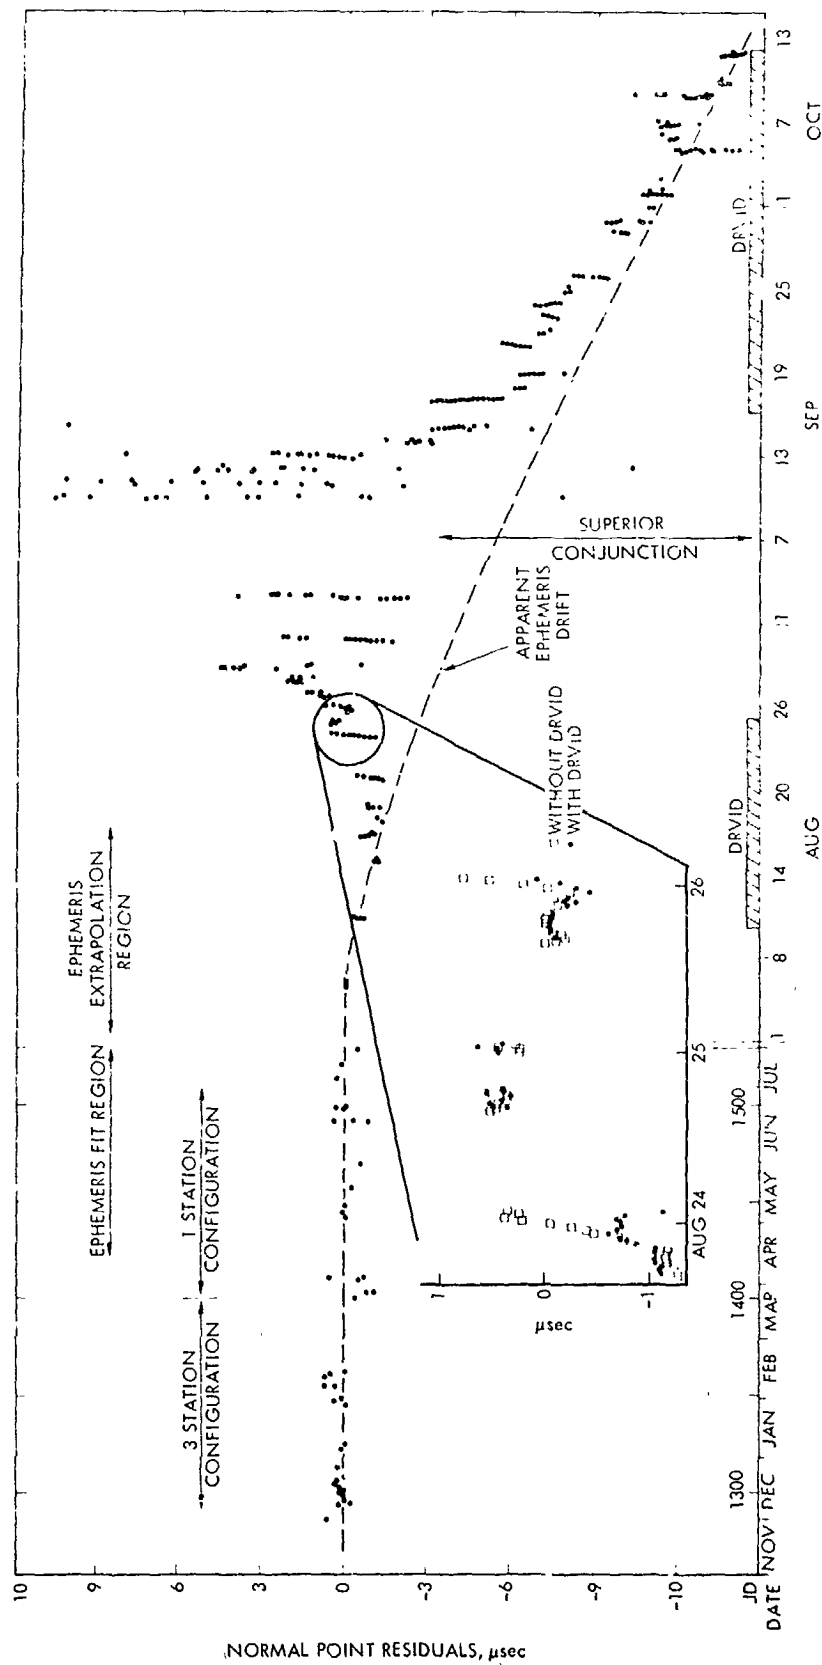 NORMAL POINT RESIDUALS, μsec
10
9
6
3
0
-3
-6
-9
-10
JD
DATE
EPHEMERIS FIT REGION
EPHEMERIS
EXTRAPOLATION
REGION
3 STATION
CONFIGURATION
1 STATION
CONFIGURATION
APPARENT
EPHEMERIS
DRIFT
SUPERIOR
CONJUNCTION
WITHOUT DRVID
WITH DRVID
1
0
-1
μsec
AUG 24
25
26
DRVID
DRVID
1300
1400
1500
NOV DEC JAN FEB MAR APR MAY JUN JUL
1
8
14
20
26
1
7
13
19
25
1
7
13
AUG
SEP
OCT